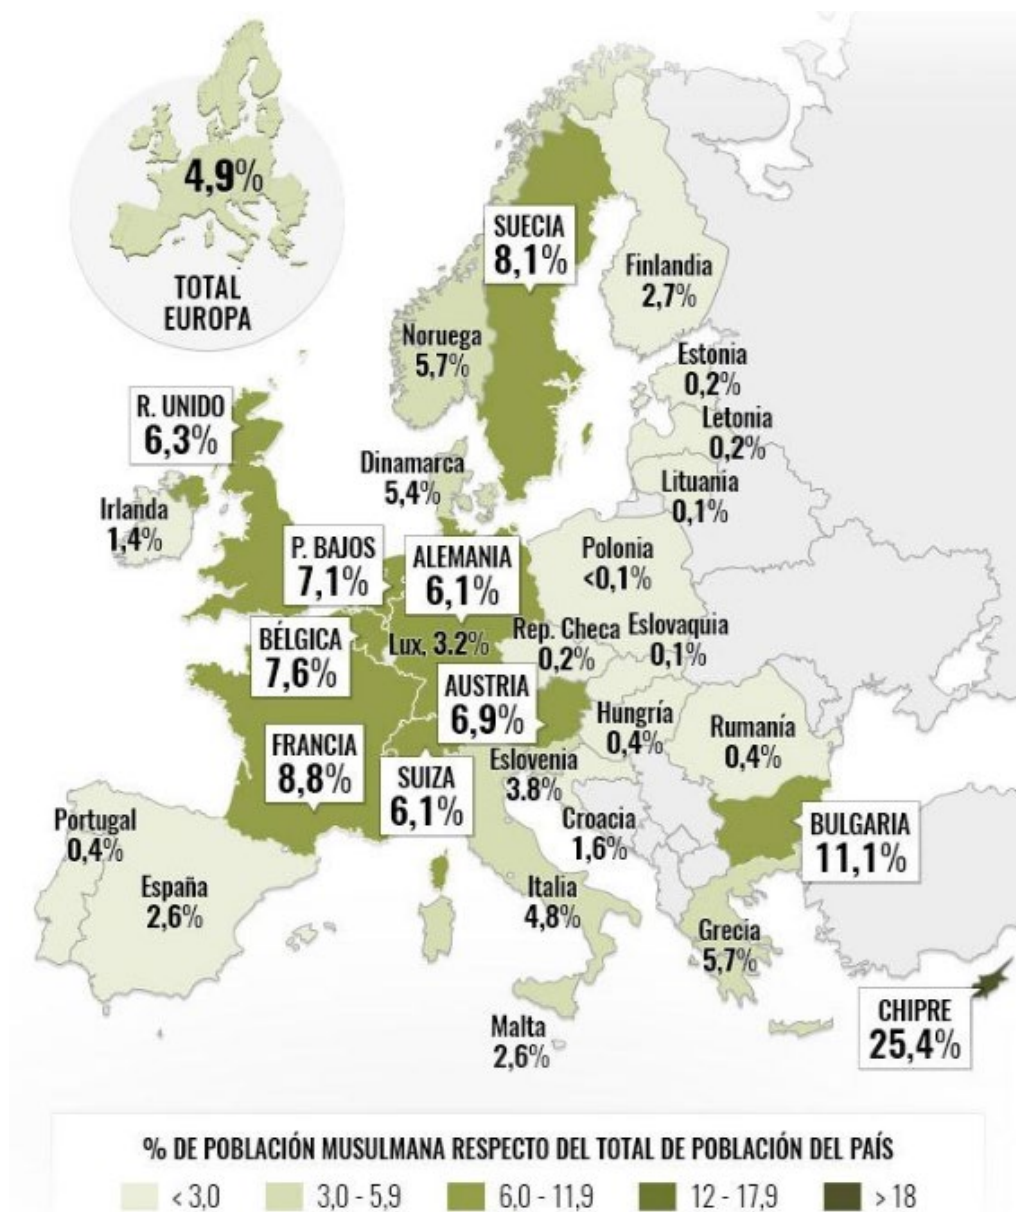 4,9%
TOTAL
EUROPA
SUECIA
8,1%
Finlandia
2,7%
Noruega
5,7%
Estonia
0,2%
R. UNIDO
6,3%
Letonia
0,2%
Dinamarca
5,4%
Lituania
0,1%
Irlanda
1,4%
P. BAJOS
7,1%
ALEMANIA
6,1%
Polonia
<0,1%
BÉLGICA
7,6%
Lux, 3.2%
Rep. Checa
0,2%
Eslovaquia
0,1%
AUSTRIA
6,9%
Hungría
0,4%
Rumanía
0,4%
FRANCIA
8,8%
SUIZA
6,1%
Eslovenia
3.8%
Croacia
1,6%
BULGARIA
11,1%
Portugal
0,4%
España
2,6%
Italia
4,8%
Grecia
5,7%
CHIPRE
25,4%
Malta
2,6%
% DE POBLACIÓN MUSULMANA RESPECTO DEL TOTAL DE POBLACIÓN DEL PAÍS
< 3,0
3,0 - 5,9
6,0 - 11,9
12 - 17,9
> 18